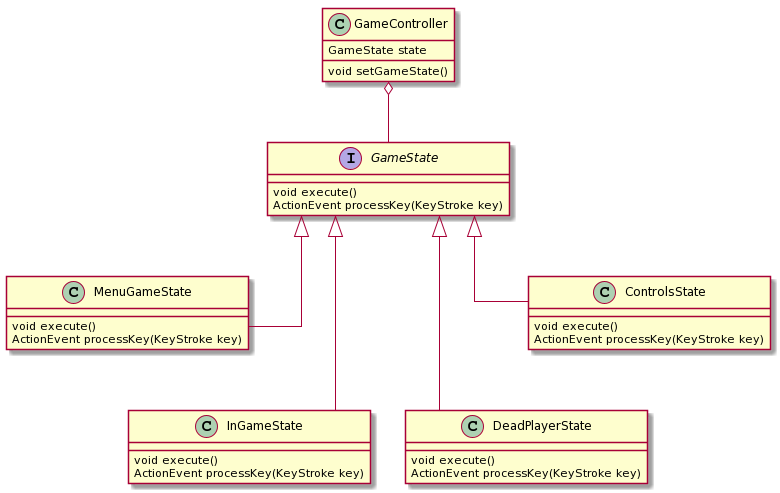 C GameController
GameState state
void setGameState()
I GameState
void execute()
ActionEvent processKey(KeyStroke key)
C MenuGameState
void execute()
ActionEvent processKey(KeyStroke key)
C ControlsState
void execute()
ActionEvent processKey(KeyStroke key)
C InGameState
void execute()
ActionEvent processKey(KeyStroke key)
C DeadPlayerState
void execute()
ActionEvent processKey(KeyStroke key)